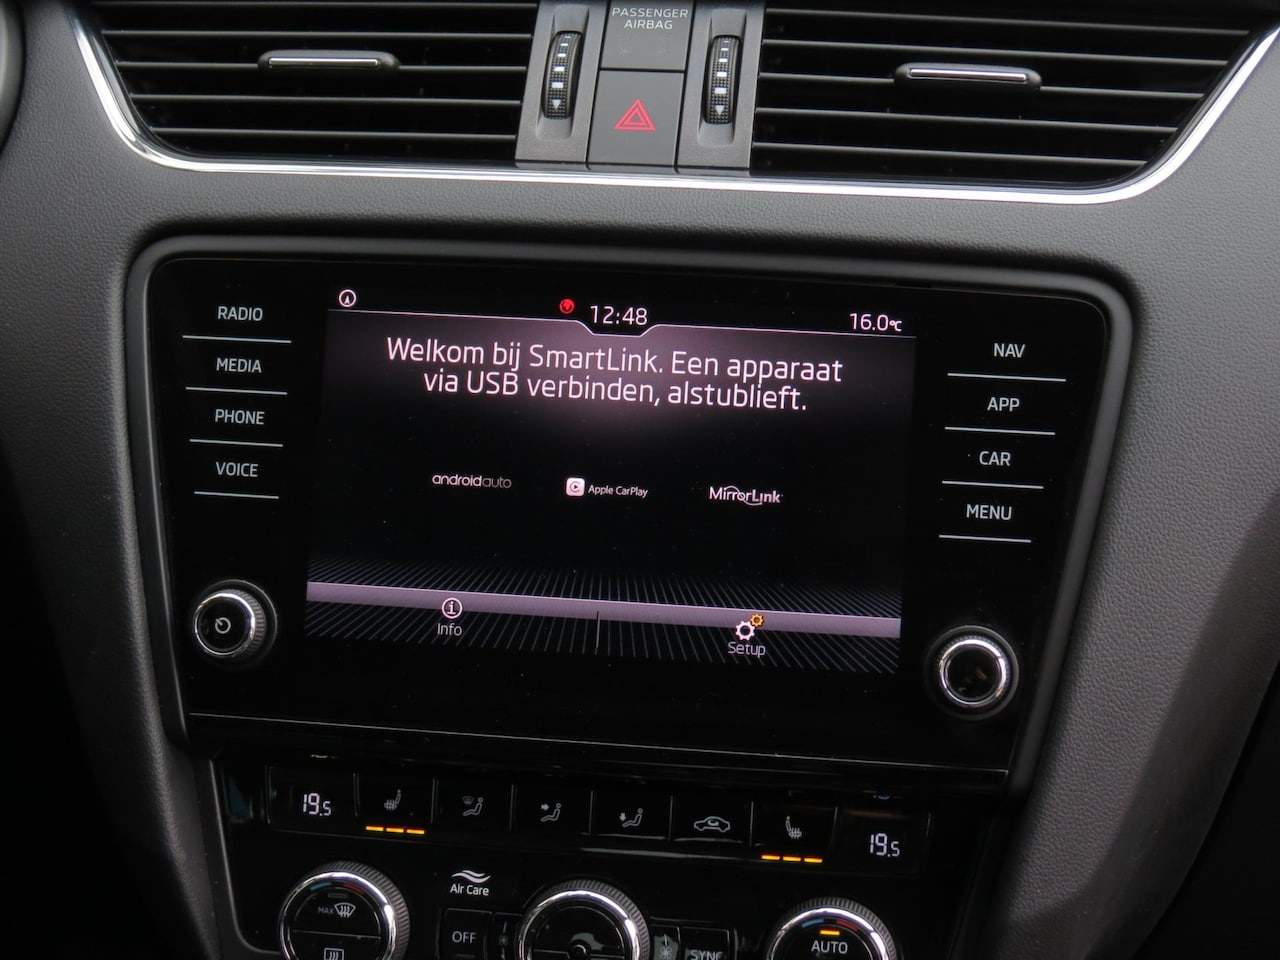 PASSENGER
AIRBAG
RADIO
MEDIA
PHONE
VOICE
12:48
16.0°C
Welkom bij SmartLink. Een apparaat
via USB verbinden, alstublieft.
androidauto
Apple CarPlay
MirrorLink
Info
Setup
NAV
APP
CAR
MENU
19.5
19.5
Air Care
MAX
OFF
SYNC
AUTO